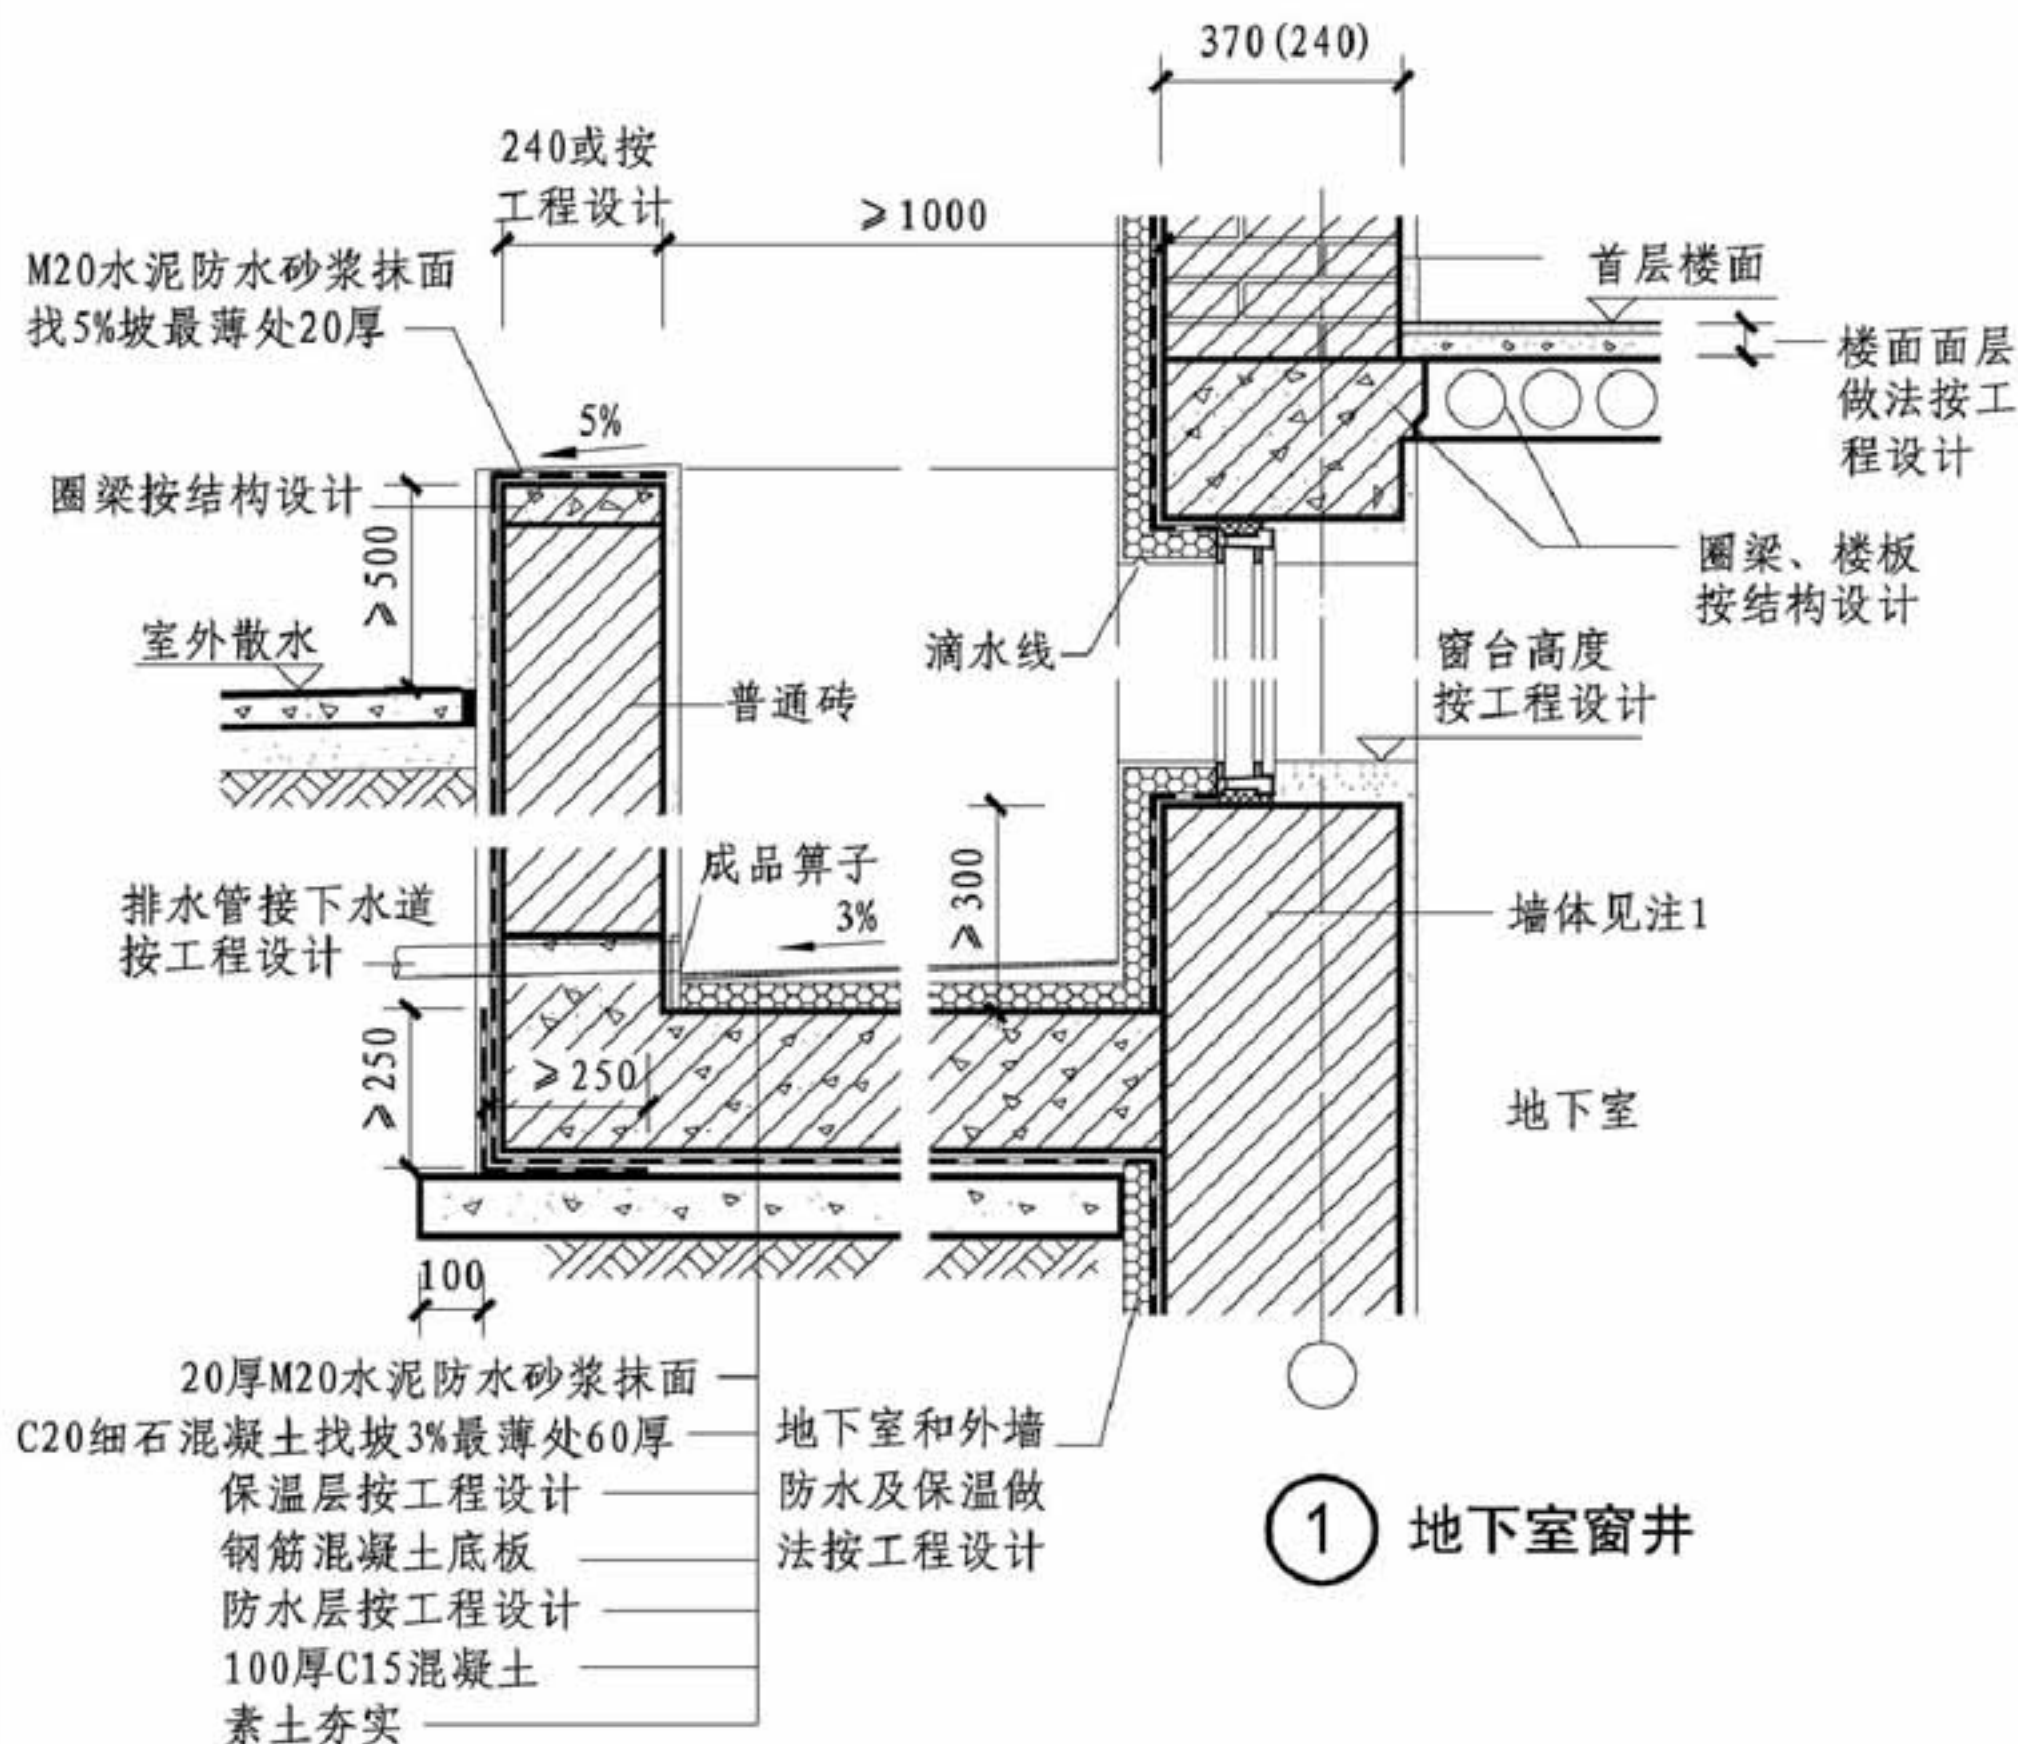 370(240)
240或按
工程设计
≥1000
M20水泥防水砂浆抹面
找5%坡最薄处20厚
首层楼面
楼面面层
做法按工
程设计
5%
圈梁按结构设计
≥500
圈梁、楼板
按结构设计
室外散水
滴水线
窗台高度
按工程设计
普通砖
成品箅子
3%
≥300
排水管接下水道
按工程设计
墙体见注1
≥250
≥250
地下室
100
20厚M20水泥防水砂浆抹面
C20细石混凝土找坡3%最薄处60厚
保温层按工程设计
钢筋混凝土底板
防水层按工程设计
100厚C15混凝土
素土夯实
地下室和外墙
防水及保温做
法按工程设计
1 地下室窗井